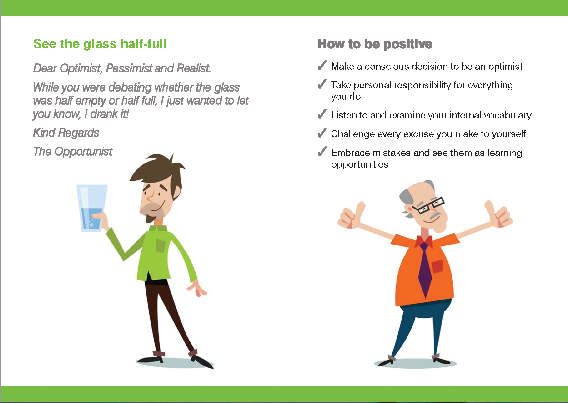 See the glass half-full
Dear Optimist, Pessimist and Realist.
While you were debating whether the glass
was half empty or half full, I just wanted to let
you know, I drank it!
Kind Regards
The Opportunist
How to be positive
✓ Make a conscious decision to be an optimist
✓ Take personal responsibility for everything
you do
✓ Listen to and examine your internal vocabulary
✓ Challenge every excuse you make to yourself
✓ Embrace mistakes and see them as learning
opportunities